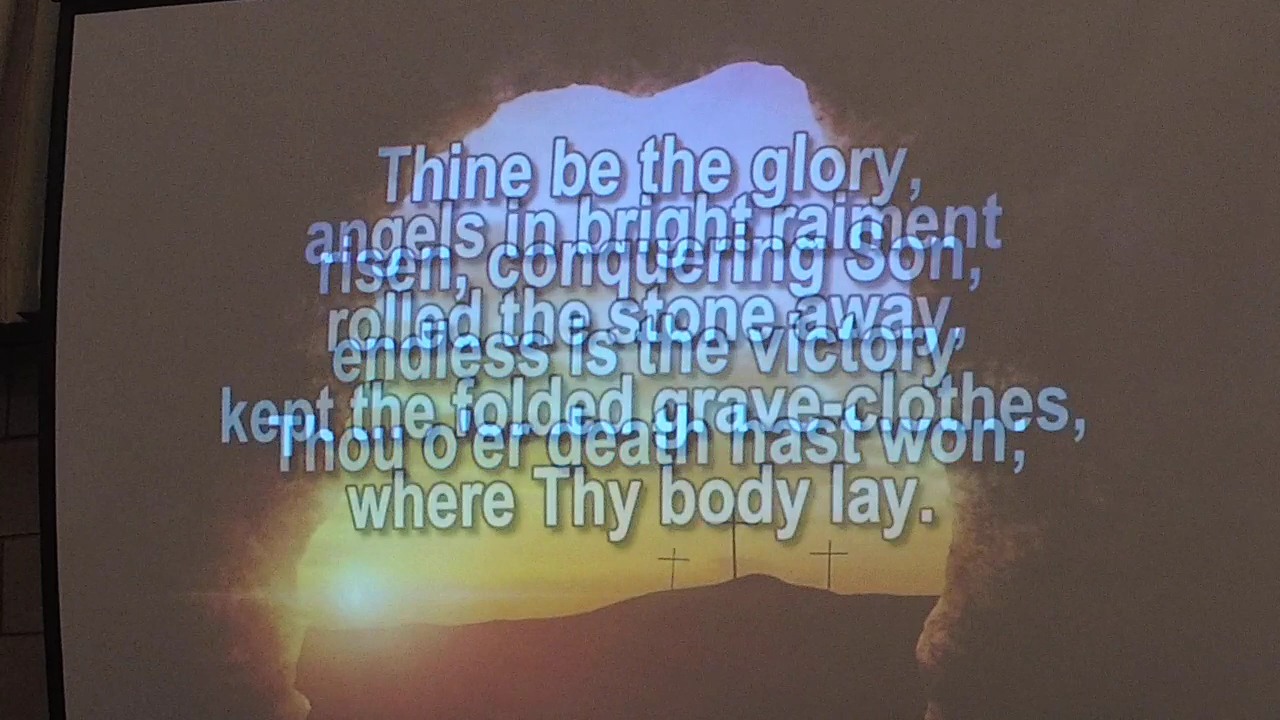 Thine be the glory,
angels in bright raiment
risen, conquering Son,
rolled the stone away,
endless is the victory
kept the folded grave-clothes,
Thou o'er death hast won;
where Thy body lay.